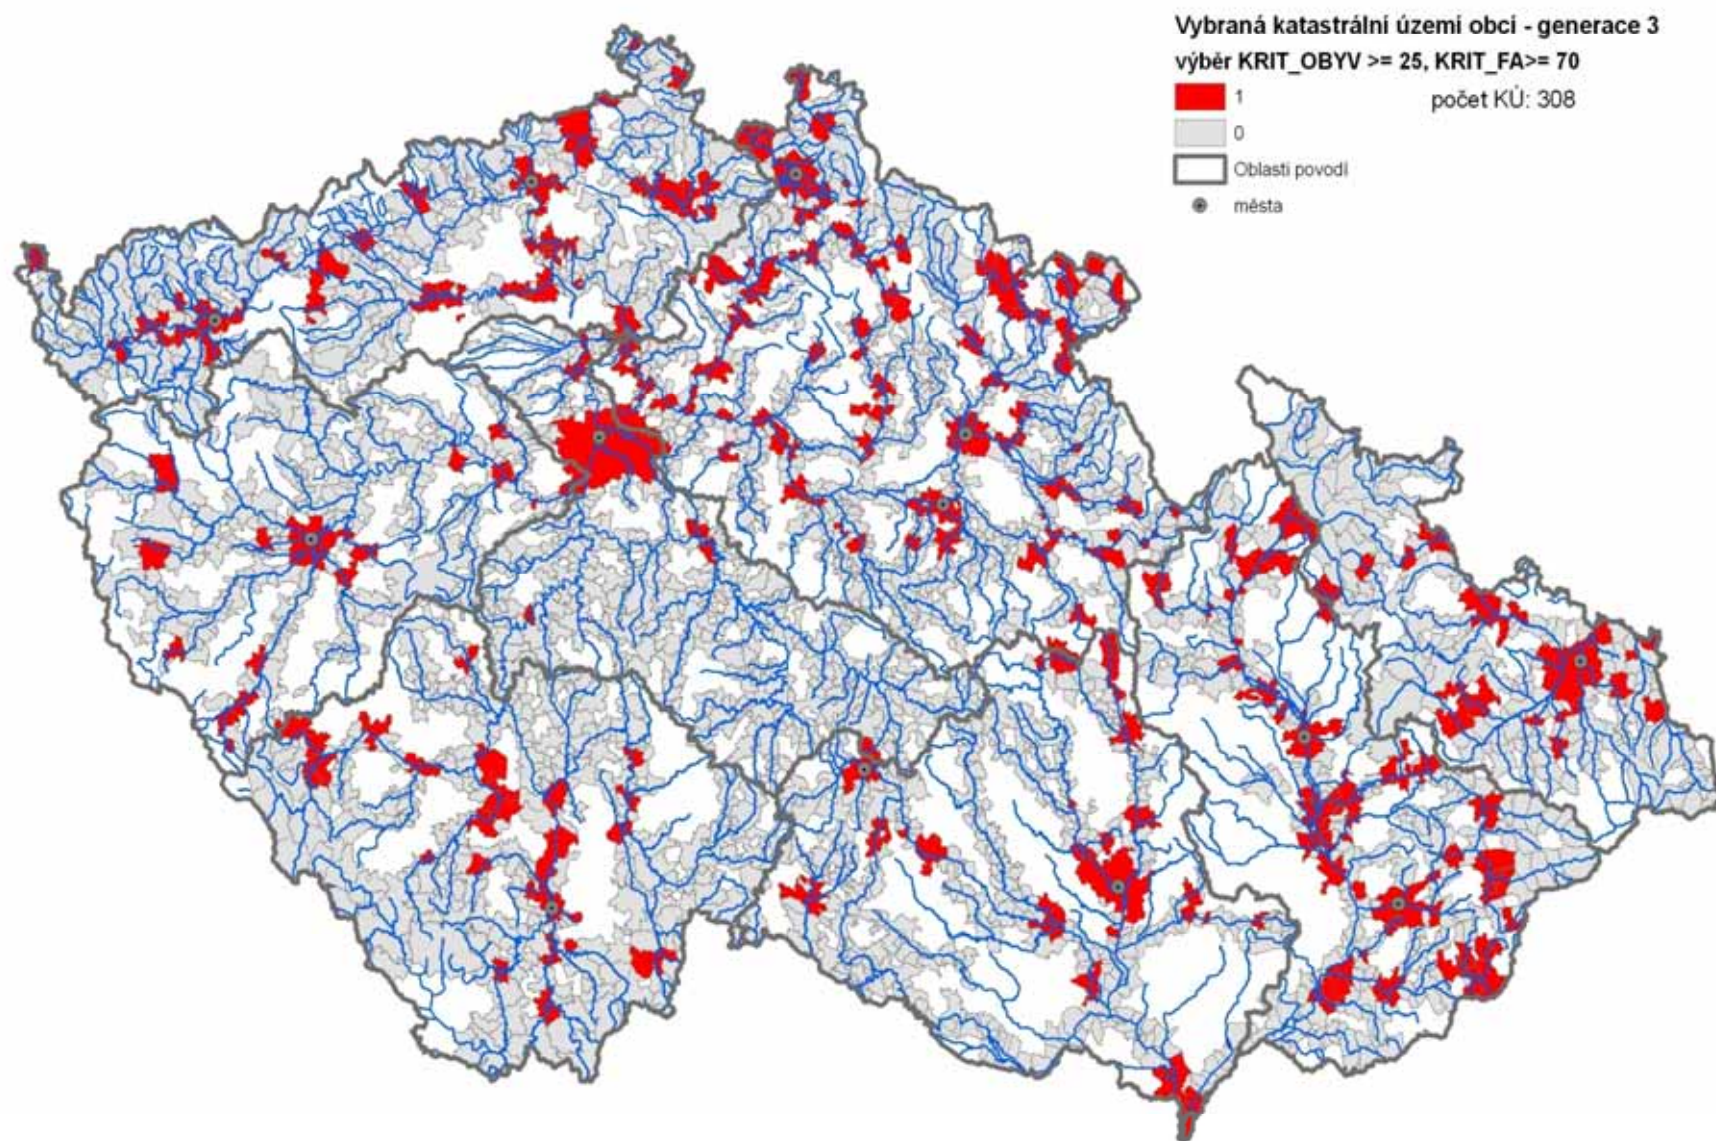 Vybraná katastrální území obcí - generace 3
výběr KRIT_OBYV >= 25, KRIT_FA>= 70
1
počet KÚ: 308
0
Oblasti povodí
města